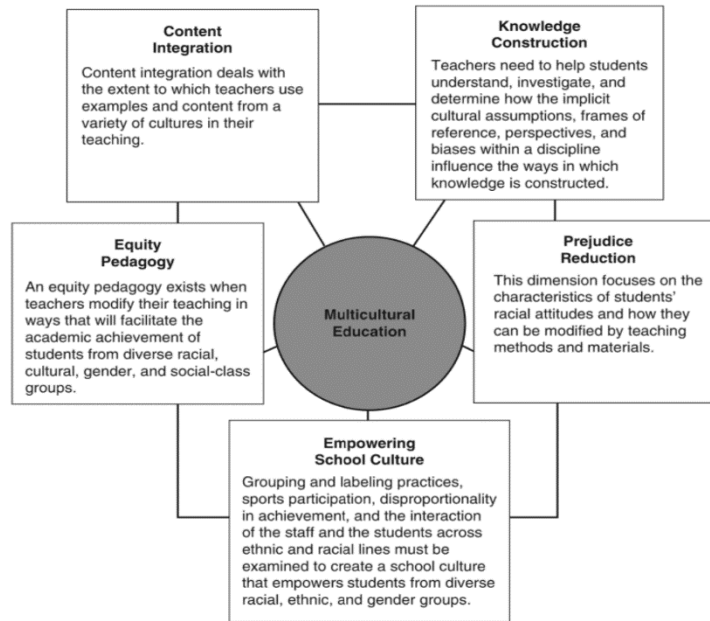 Content
Integration
Content integration deals with
the extent to which teachers use
examples and content from a
variety of cultures in their
teaching.
Knowledge
Construction
Teachers need to help students
understand, investigate, and
determine how the implicit
cultural assumptions, frames of
reference, perspectives, and
biases within a discipline
influence the ways in which
knowledge is constructed.
Equity
Pedagogy
An equity pedagogy exists when
teachers modify their teaching in
ways that will facilitate the
academic achievement of
students from diverse racial,
cultural, gender, and social-class
groups.
Multicultural
Education
Prejudice
Reduction
This dimension focuses on the
characteristics of students'
racial attitudes and how they
can be modified by teaching
methods and materials.
Empowering
School Culture
Grouping and labeling practices,
sports participation, disproportionality
in achievement, and the interaction
of the staff and the students across
ethnic and racial lines must be
examined to create a school culture
that empowers students from diverse
racial, ethnic, and gender groups.